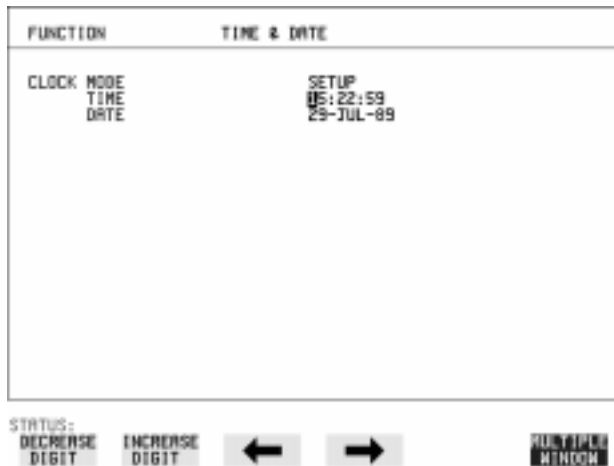 FUNCTION TIME & DATE
CLOCK MODE SETUP
TIME 15:22:59
DATE 29-JUL-89
STATUS:
DECREASE DIGIT INCREASE DIGIT MULTIPLE WINDOW